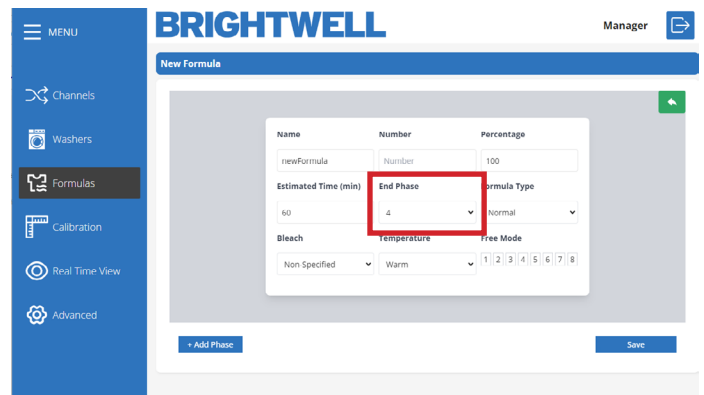 MENU
BRIGHTWELL
Manager
New Formula
Channels
Washers
Formulas
Calibration
Real Time View
Advanced
Name Number Percentage
newFormula Number 100
Estimated Time (min) End Phase Formula Type
60 4 Normal
Bleach Temperature Free Mode
Non Specified Warm 1 2 3 4 5 6 7 8
+ Add Phase Save